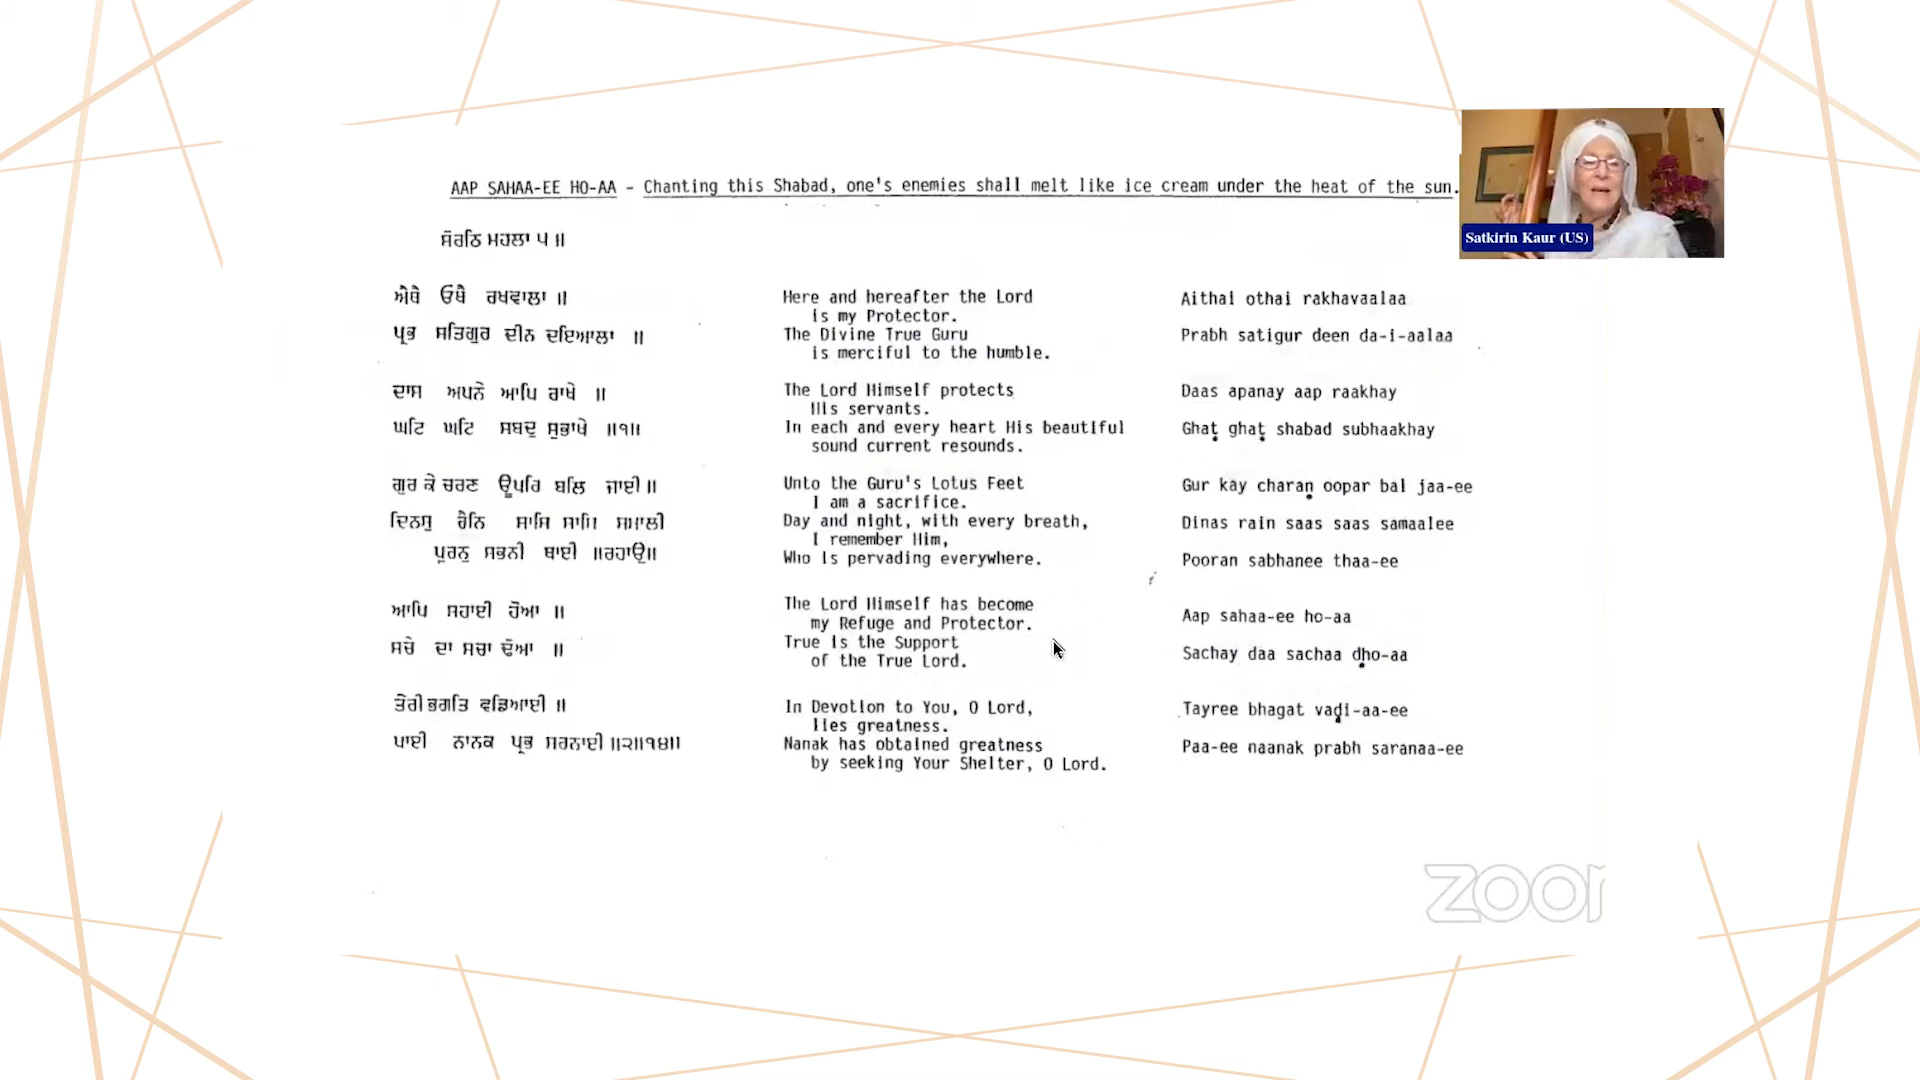 AAP SAHAA-EE HO-AA - Chanting this Shabad, one's enemies shall melt like ice cream under the heat of the sun.
Satkirin Kaur (US)
ਸੋਰਠਿ ਮਹਲਾ ੫ ॥
ਐਥੈ ਓਥੈ ਰਖਵਾਲਾ ॥
ਪ੍ਰਭ ਸਤਿਗੁਰ ਦੀਨ ਦਇਆਲਾ ॥
ਦਾਸ ਅਪਨੇ ਆਪਿ ਰਾਖੇ ॥
ਘਟਿ ਘਟਿ ਸਬਦੁ ਸੁਭਾਖੇ ॥੧॥
ਗੁਰ ਕੇ ਚਰਣ ਊਪਰਿ ਬਲਿ ਜਾਈ ॥
ਦਿਨਸੁ ਰੈਨਿ ਸਾਸਿ ਸਾਸਿ ਸਮਾਲੀ
ਪੂਰਨੁ ਸਭਨੀ ਥਾਈ ॥ਰਹਾਉ॥
ਆਪਿ ਸਹਾਈ ਹੋਆ ॥
ਸਚੇ ਦਾ ਸਚਾ ਢੋਆ ॥
ਤੇਰੀ ਭਗਤਿ ਵਡਿਆਈ ॥
ਪਾਈ ਨਾਨਕ ਪ੍ਰਭ ਸਰਨਾਈ ॥੨॥੧੪॥
Here and hereafter the Lord
is my Protector.
The Divine True Guru
is merciful to the humble.
The Lord Himself protects
His servants.
In each and every heart His beautiful
sound current resounds.
Unto the Guru's Lotus Feet
I am a sacrifice.
Day and night, with every breath,
I remember Him,
Who is pervading everywhere.
The Lord Himself has become
my Refuge and Protector.
True is the Support
of the True Lord.
In Devotion to You, O Lord,
lies greatness.
Nanak has obtained greatness
by seeking Your Shelter, O Lord.
Aithai othai rakhavaalaa
Prabh satigur deen da-i-aalaa
Daas apanay aap raakhay
Ghaṭ ghaṭ shabad subhaakhay
Gur kay charaṇ oopar bal jaa-ee
Dinas rain saas saas samaalee
Pooran sabhanee thaa-ee
Aap sahaa-ee ho-aa
Sachay daa sachaa ḍho-aa
Tayree bhagat vaḍi-aa-ee
Paa-ee naanak prabh saranaa-ee
zoom